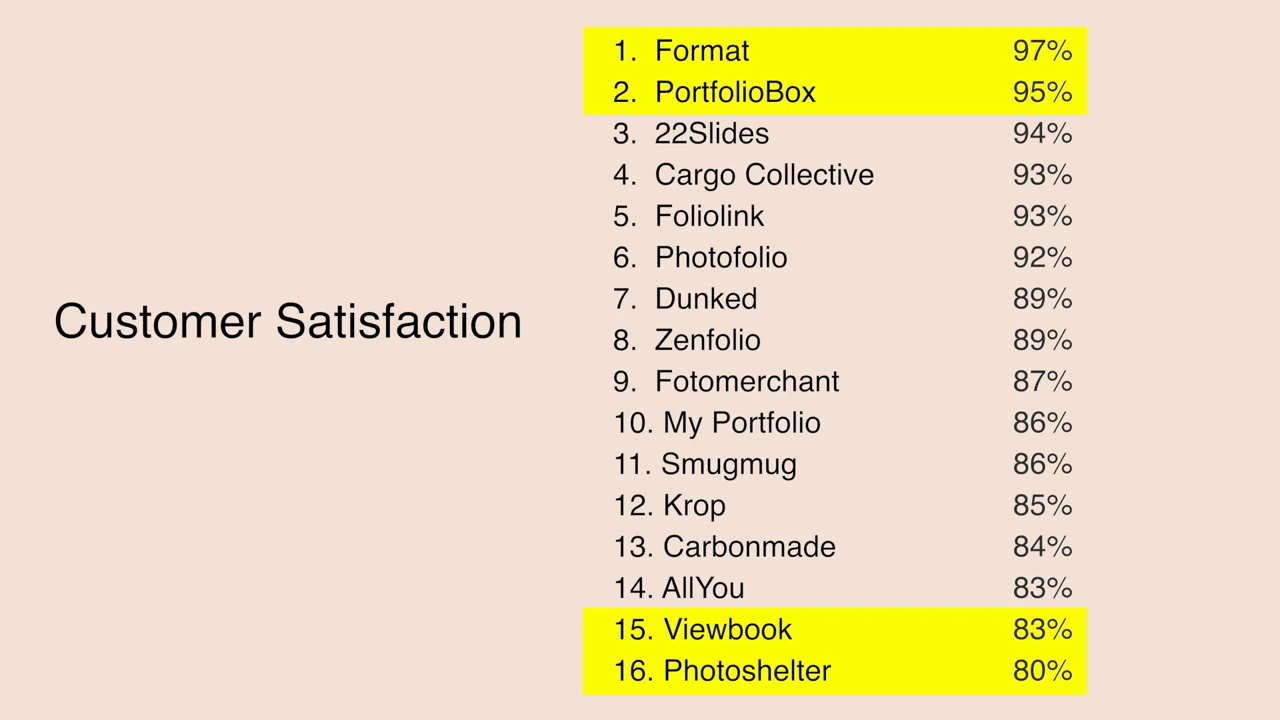 Customer Satisfaction
1. Format 97%
2. PortfolioBox 95%
3. 22Slides 94%
4. Cargo Collective 93%
5. Foliolink 93%
6. Photofolio 92%
7. Dunked 89%
8. Zenfolio 89%
9. Fotomerchant 87%
10. My Portfolio 86%
11. Smugmug 86%
12. Krop 85%
13. Carbonmade 84%
14. AllYou 83%
15. Viewbook 83%
16. Photoshelter 80%